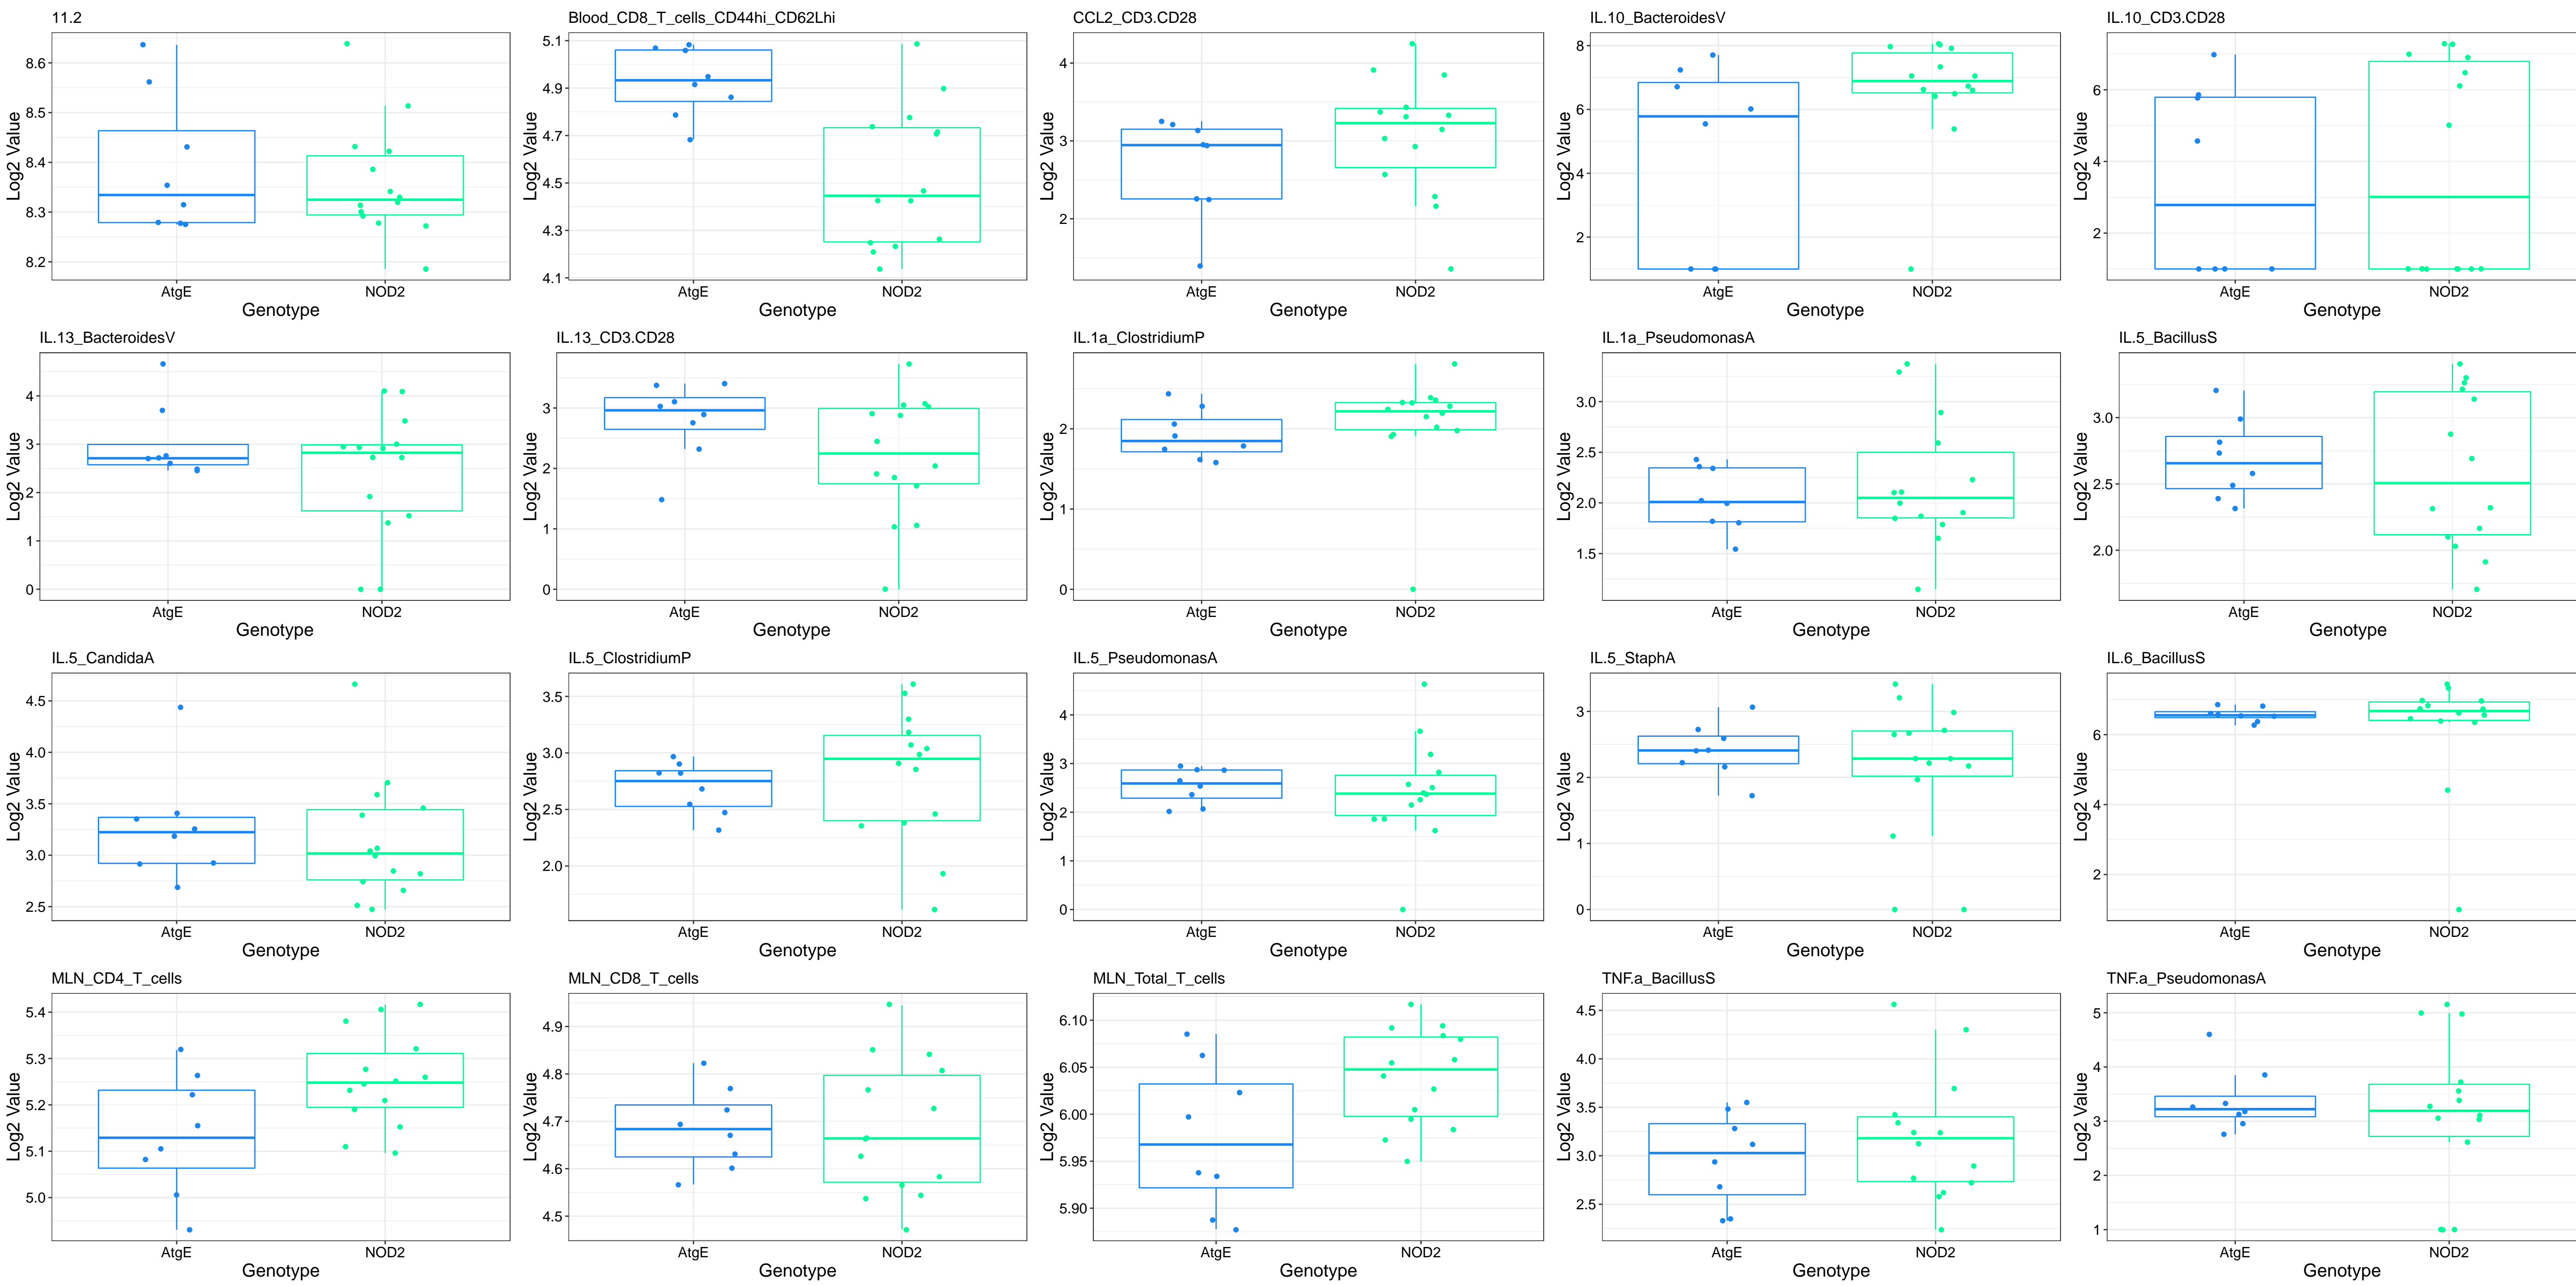 11.2
Log2 Value
8.6
8.5
8.4
8.3
8.2
AtgE NOD2
Genotype
Blood_CD8_T_cells_CD44hi_CD62Lhi
Log2 Value
5.1
4.9
4.7
4.5
4.3
4.1
AtgE NOD2
Genotype
CCL2_CD3.CD28
Log2 Value
4
3
2
AtgE NOD2
Genotype
IL.10_BacteroidesV
Log2 Value
8
6
4
2
AtgE NOD2
Genotype
IL.10_CD3.CD28
Log2 Value
6
4
2
AtgE NOD2
Genotype
IL.13_BacteroidesV
Log2 Value
4
3
2
1
0
AtgE NOD2
Genotype
IL.13_CD3.CD28
Log2 Value
3
2
1
0
AtgE NOD2
Genotype
IL.1a_ClostridiumP
Log2 Value
2
1
0
AtgE NOD2
Genotype
IL.1a_PseudomonasA
Log2 Value
3.0
2.5
2.0
1.5
AtgE NOD2
Genotype
IL.5_BacillusS
Log2 Value
3.0
2.5
2.0
AtgE NOD2
Genotype
IL.5_CandidaA
Log2 Value
4.5
4.0
3.5
3.0
2.5
AtgE NOD2
Genotype
IL.5_ClostridiumP
Log2 Value
3.5
3.0
2.5
2.0
AtgE NOD2
Genotype
IL.5_PseudomonasA
Log2 Value
4
3
2
1
0
AtgE NOD2
Genotype
IL.5_StaphA
Log2 Value
3
2
1
0
AtgE NOD2
Genotype
IL.6_BacillusS
Log2 Value
6
4
2
AtgE NOD2
Genotype
MLN_CD4_T_cells
Log2 Value
5.4
5.3
5.2
5.1
5.0
AtgE NOD2
Genotype
MLN_CD8_T_cells
Log2 Value
4.9
4.8
4.7
4.6
4.5
AtgE NOD2
Genotype
MLN_Total_T_cells
Log2 Value
6.10
6.05
6.00
5.95
5.90
AtgE NOD2
Genotype
TNF.a_BacillusS
Log2 Value
4.5
4.0
3.5
3.0
2.5
AtgE NOD2
Genotype
TNF.a_PseudomonasA
Log2 Value
5
4
3
2
1
AtgE NOD2
Genotype